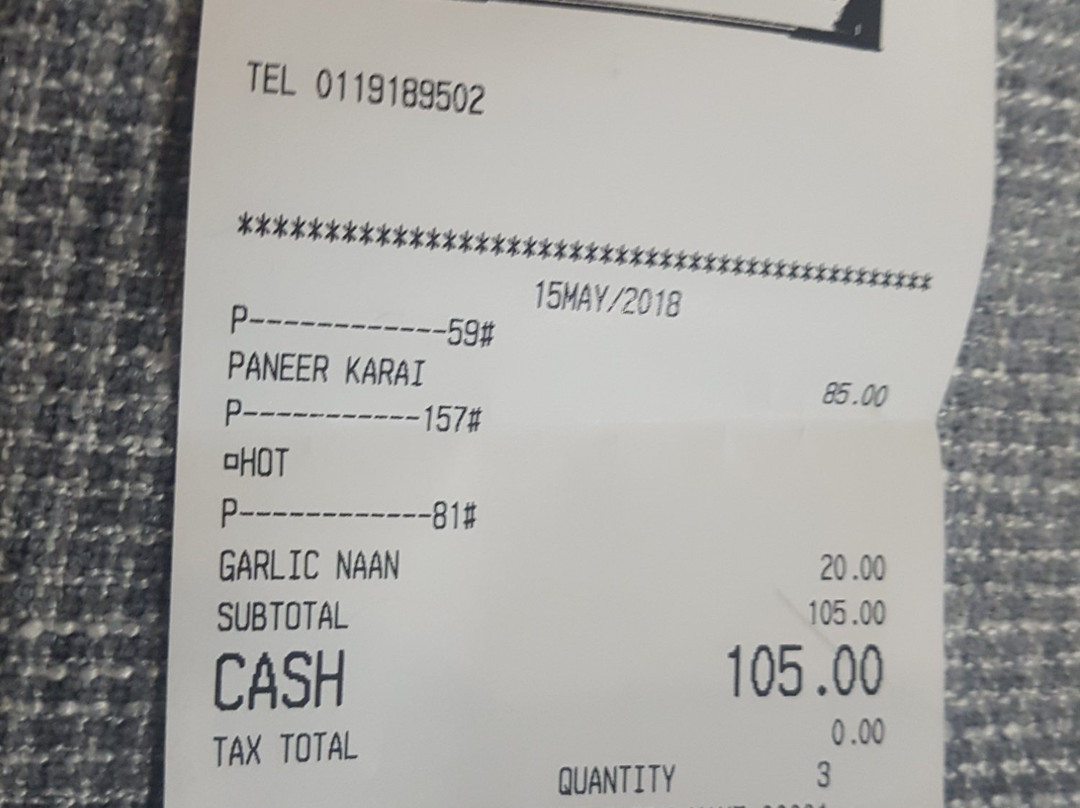 TEL 0119189502
******************************************
15MAY/2018
P------------59#
PANEER KARAI 85.00
P-----------157#
¤HOT
P------------81#
GARLIC NAAN 20.00
SUBTOTAL 105.00
CASH 105.00
TAX TOTAL 0.00
QUANTITY 3